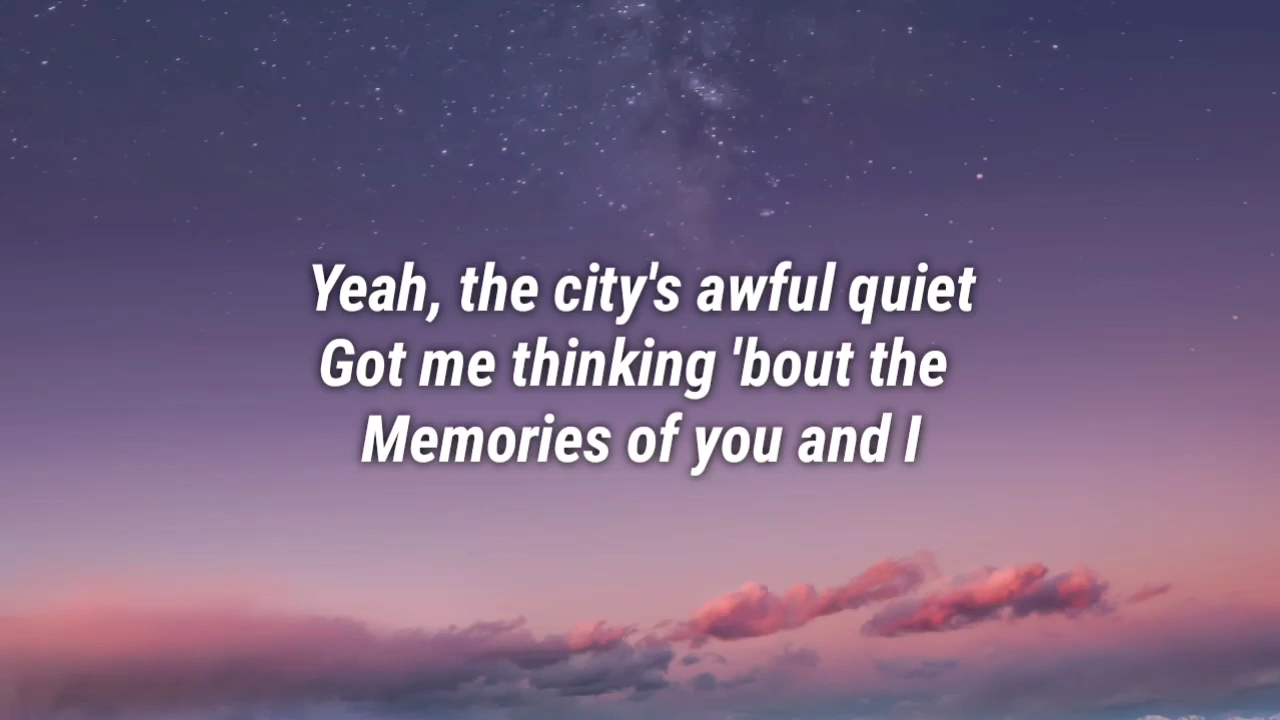 Yeah, the city's awful quiet
Got me thinking 'bout the
Memories of you and I